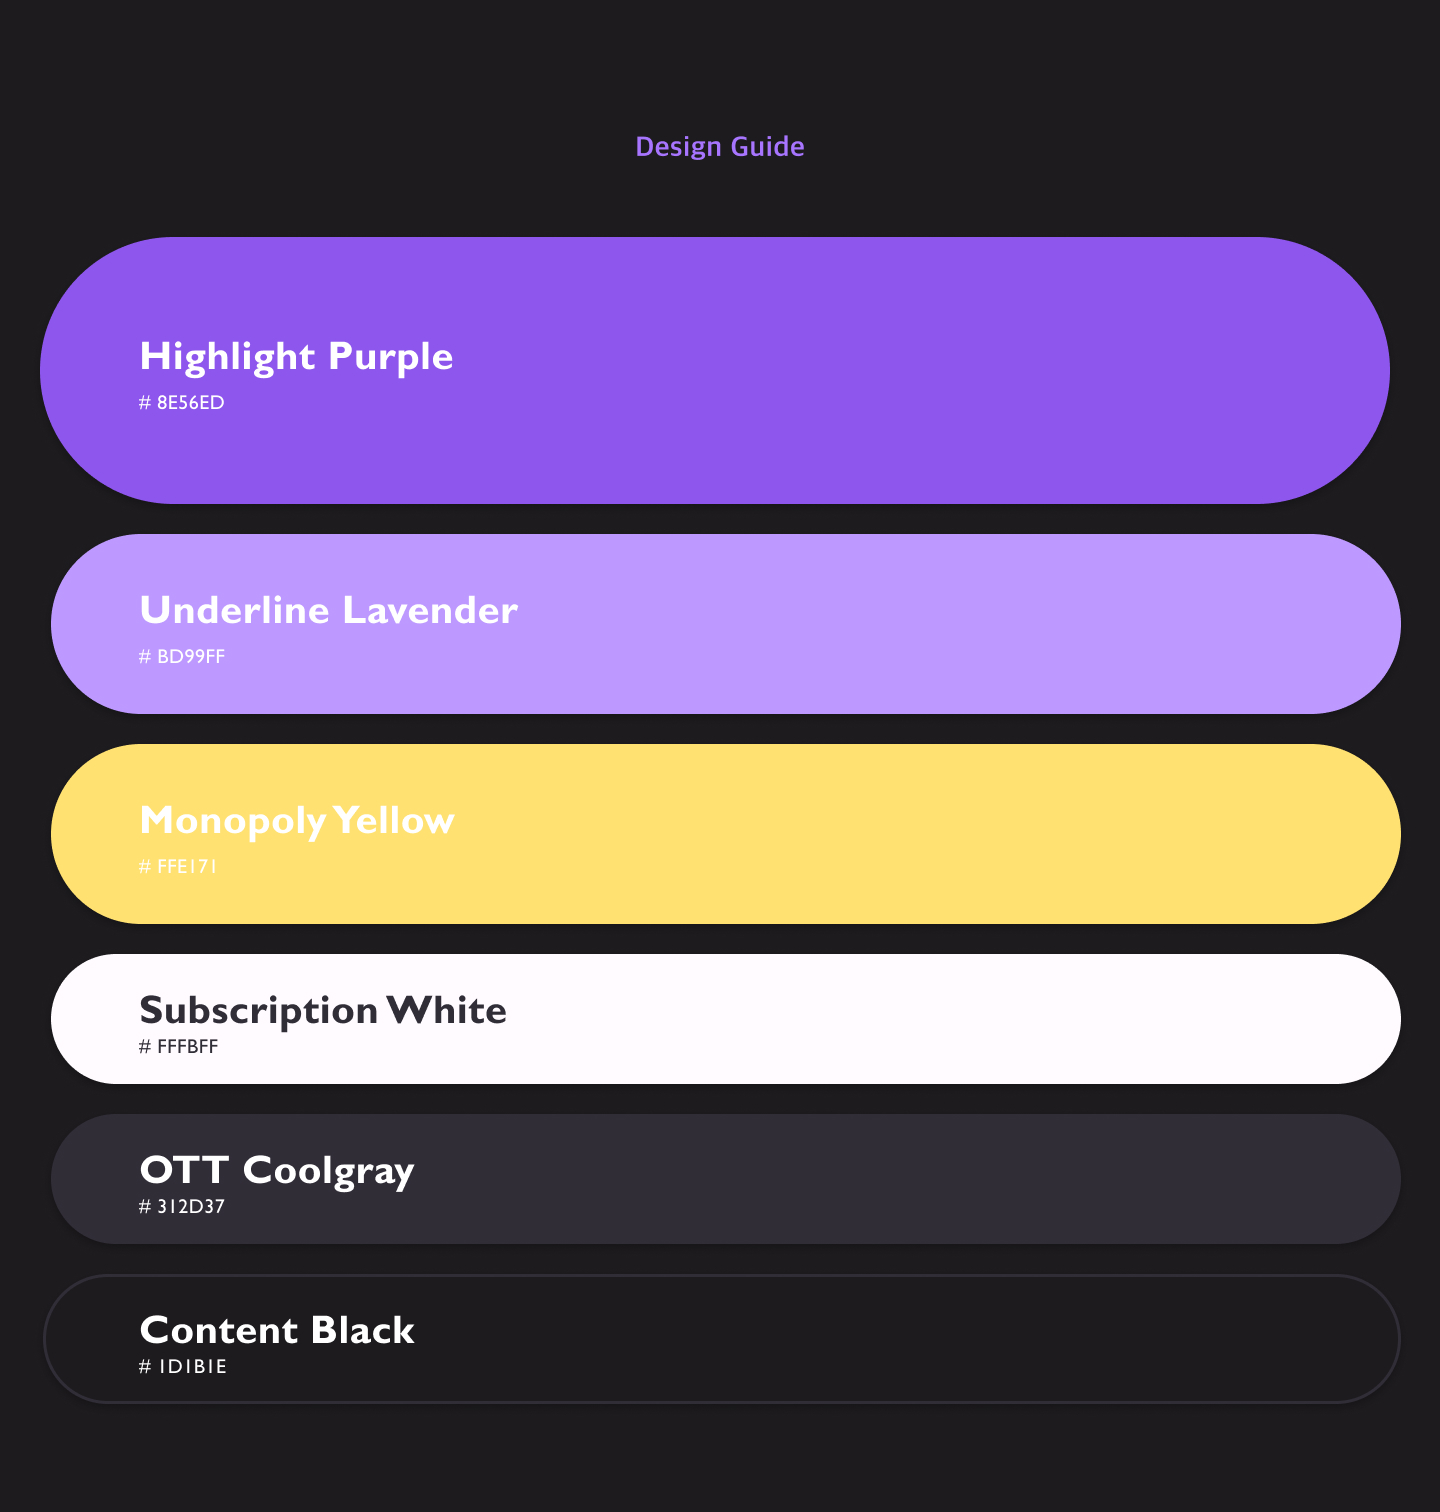 Design Guide
Highlight Purple
# 8E56ED
Underline Lavender
# BD99FF
Monopoly Yellow
# FFE171
Subscription White
# FFFBFF
OTT Coolgray
# 312D37
Content Black
# 1D1B1E